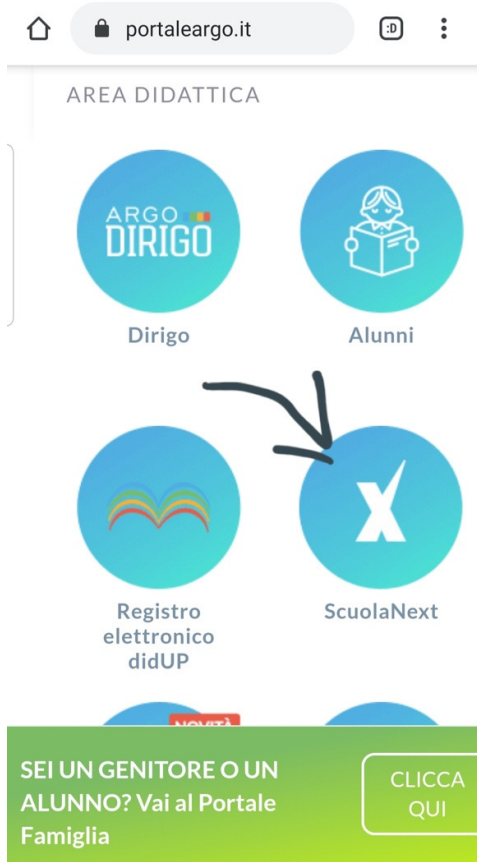 portaleargo.it
:D
AREA DIDATTICA
ARGO
DIRIGO
Dirigo
Alunni
X
Registro
elettronico
didUP
ScuolaNext
NOVITÀ
SEI UN GENITORE O UN
ALUNNO? Vai al Portale
Famiglia
CLICCA
QUI